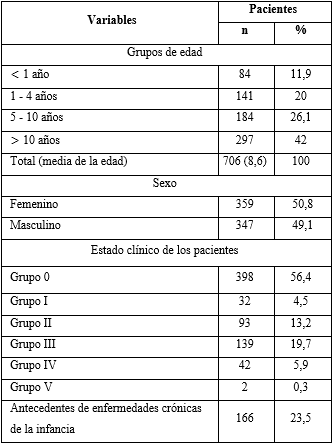 Variables Pacientes
n %
Grupos de edad
< 1 año 84 11,9
1 - 4 años 141 20
5 - 10 años 184 26,1
> 10 años 297 42
Total (media de la edad) 706 (8,6) 100
Sexo
Femenino 359 50,8
Masculino 347 49,1
Estado clínico de los pacientes
Grupo 0 398 56,4
Grupo I 32 4,5
Grupo II 93 13,2
Grupo III 139 19,7
Grupo IV 42 5,9
Grupo V 2 0,3
Antecedentes de enfermedades crónicas
de la infancia 166 23,5